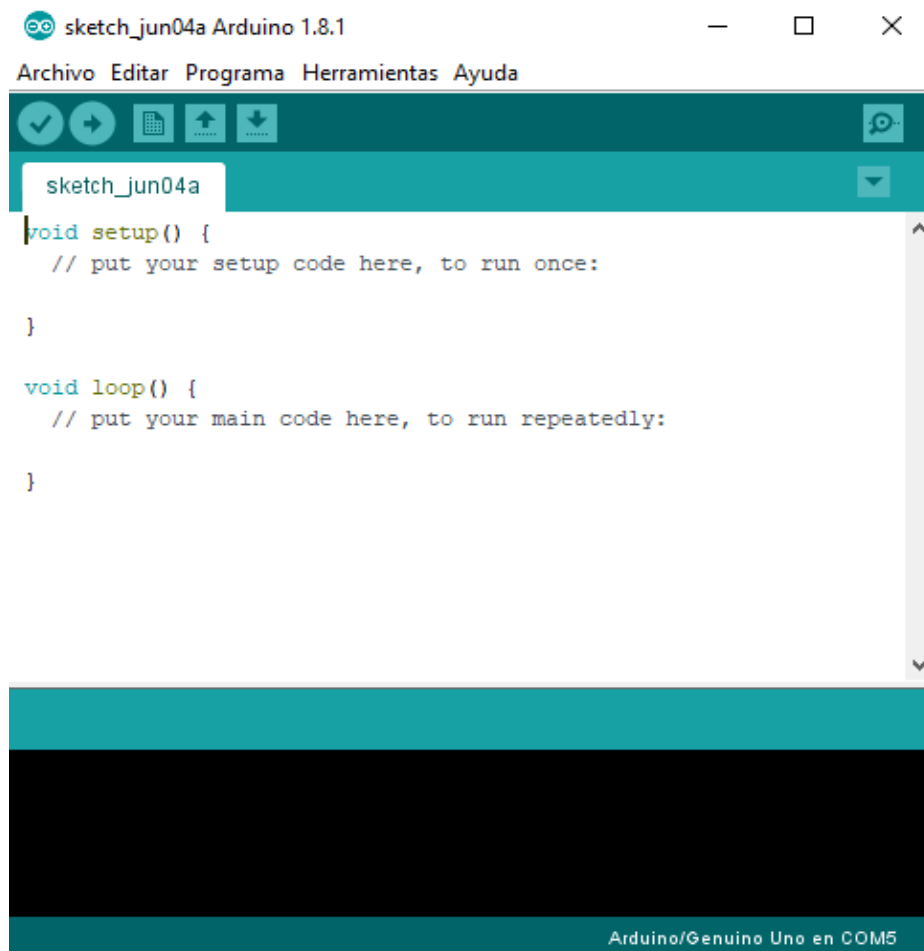 sketch_jun04a Arduino 1.8.1
Archivo Editar Programa Herramientas Ayuda
sketch_jun04a
void setup() {
  // put your setup code here, to run once:
}
void loop() {
  // put your main code here, to run repeatedly:
}
Arduino/Genuino Uno en COM5